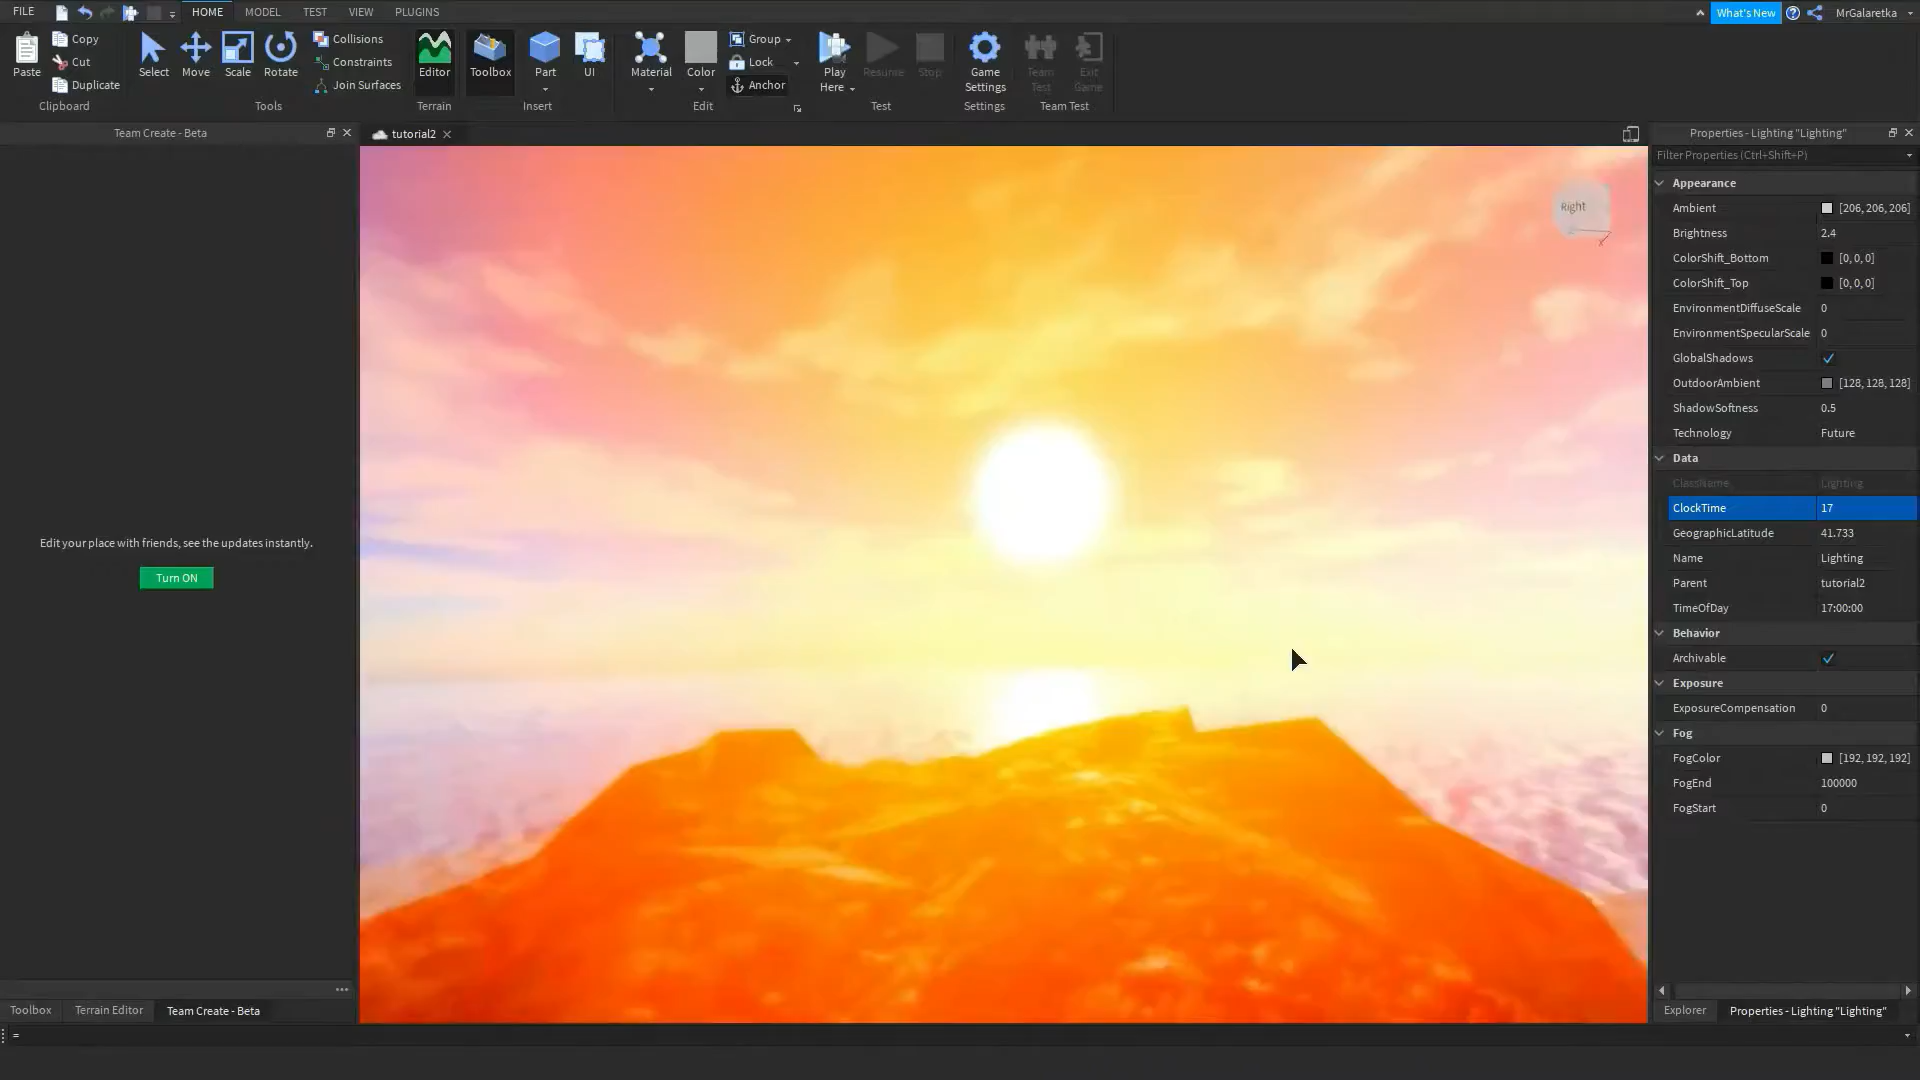 FILE HOME MODEL TEST VIEW PLUGINS What's New MrGalaretka
Paste Copy Cut Duplicate
Clipboard
Select Move Scale Rotate
Collisions
Constraints
Join Surfaces
Tools
Editor
Terrain
Toolbox Part UI
Insert
Material Color
Group
Lock
Anchor
Edit
Play Here Resume Stop
Test
Game Settings
Settings
Team Test Exit Game
Team Test
Team Create - Beta
tutorial2
Properties - Lighting "Lighting"
Filter Properties (Ctrl+Shift+P)
Right
X
Edit your place with friends, see the updates instantly.
Turn ON
Appearance
Ambient [206, 206, 206]
Brightness 2.4
ColorShift_Bottom [0, 0, 0]
ColorShift_Top [0, 0, 0]
EnvironmentDiffuseScale 0
EnvironmentSpecularScale 0
GlobalShadows
OutdoorAmbient [128, 128, 128]
ShadowSoftness 0.5
Technology Future
Data
ClassName Lighting
ClockTime 17
GeographicLatitude 41.733
Name Lighting
Parent tutorial2
TimeOfDay 17:00:00
Behavior
Archivable
Exposure
ExposureCompensation 0
Fog
FogColor [192, 192, 192]
FogEnd 100000
FogStart 0
Toolbox Terrain Editor Team Create - Beta
Explorer Properties - Lighting "Lighting"
=